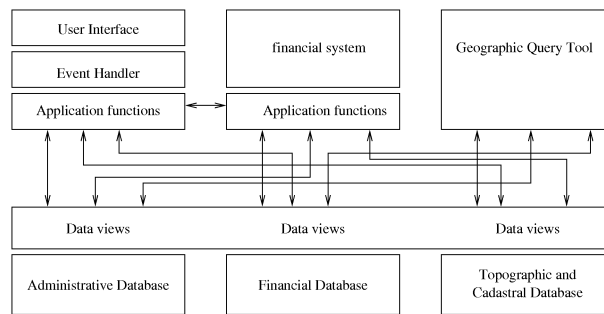 User Interface
financial system
Geographic Query Tool
Event Handler
Application functions
Application functions
Data views
Data views
Data views
Administrative Database
Financial Database
Topographic and
Cadastral Database